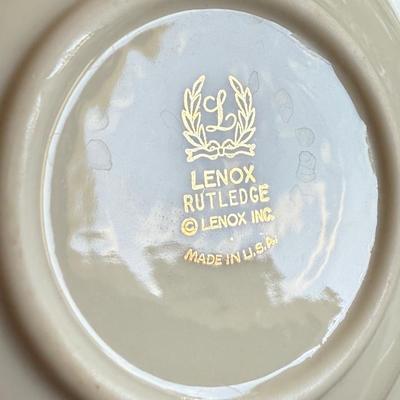 L
LENOX
RUTLEDGE
© LENOX INC.
MADE IN U.S.A.